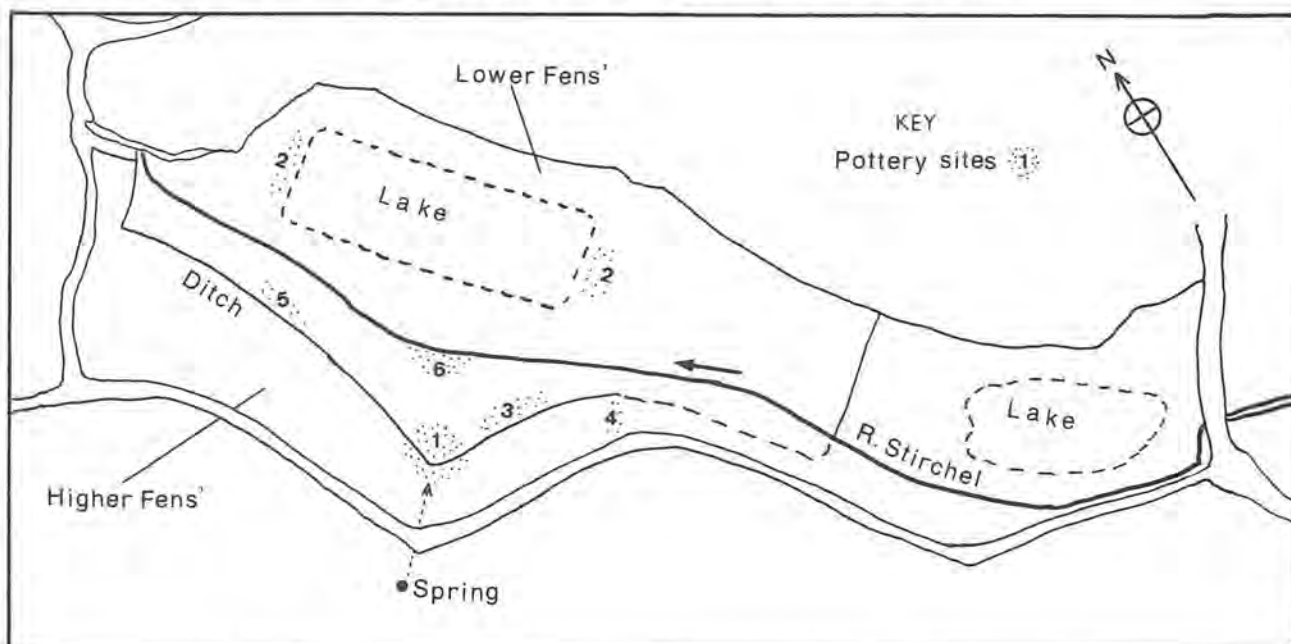 Lower Fens'
N
KEY
Pottery sites 1
2
Lake
2
Ditch
5
6
3
4
1
R. Stirchel
Lake
Higher Fens'
Spring